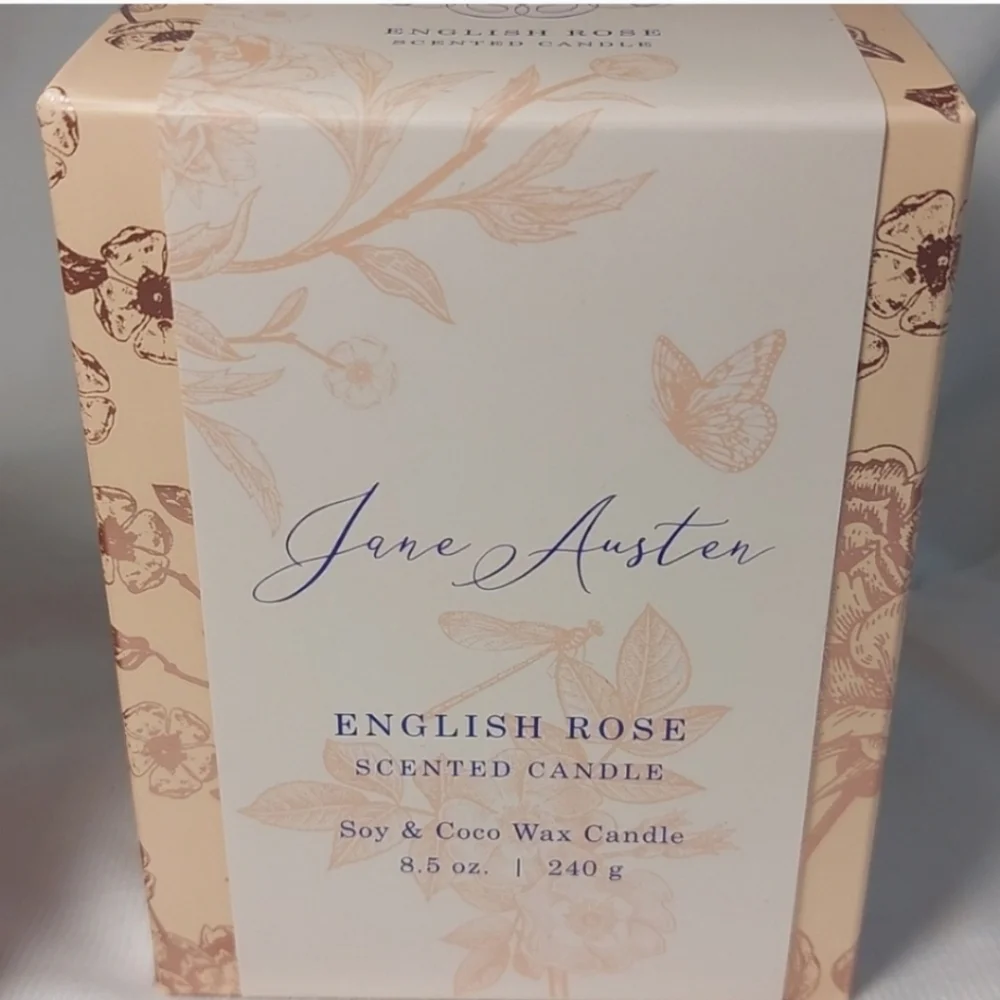 ENGLISH ROSE
SCENTED CANDLE
Jane Austen
ENGLISH ROSE
SCENTED CANDLE
Soy & Coco Wax Candle
8.5 oz. | 240 g